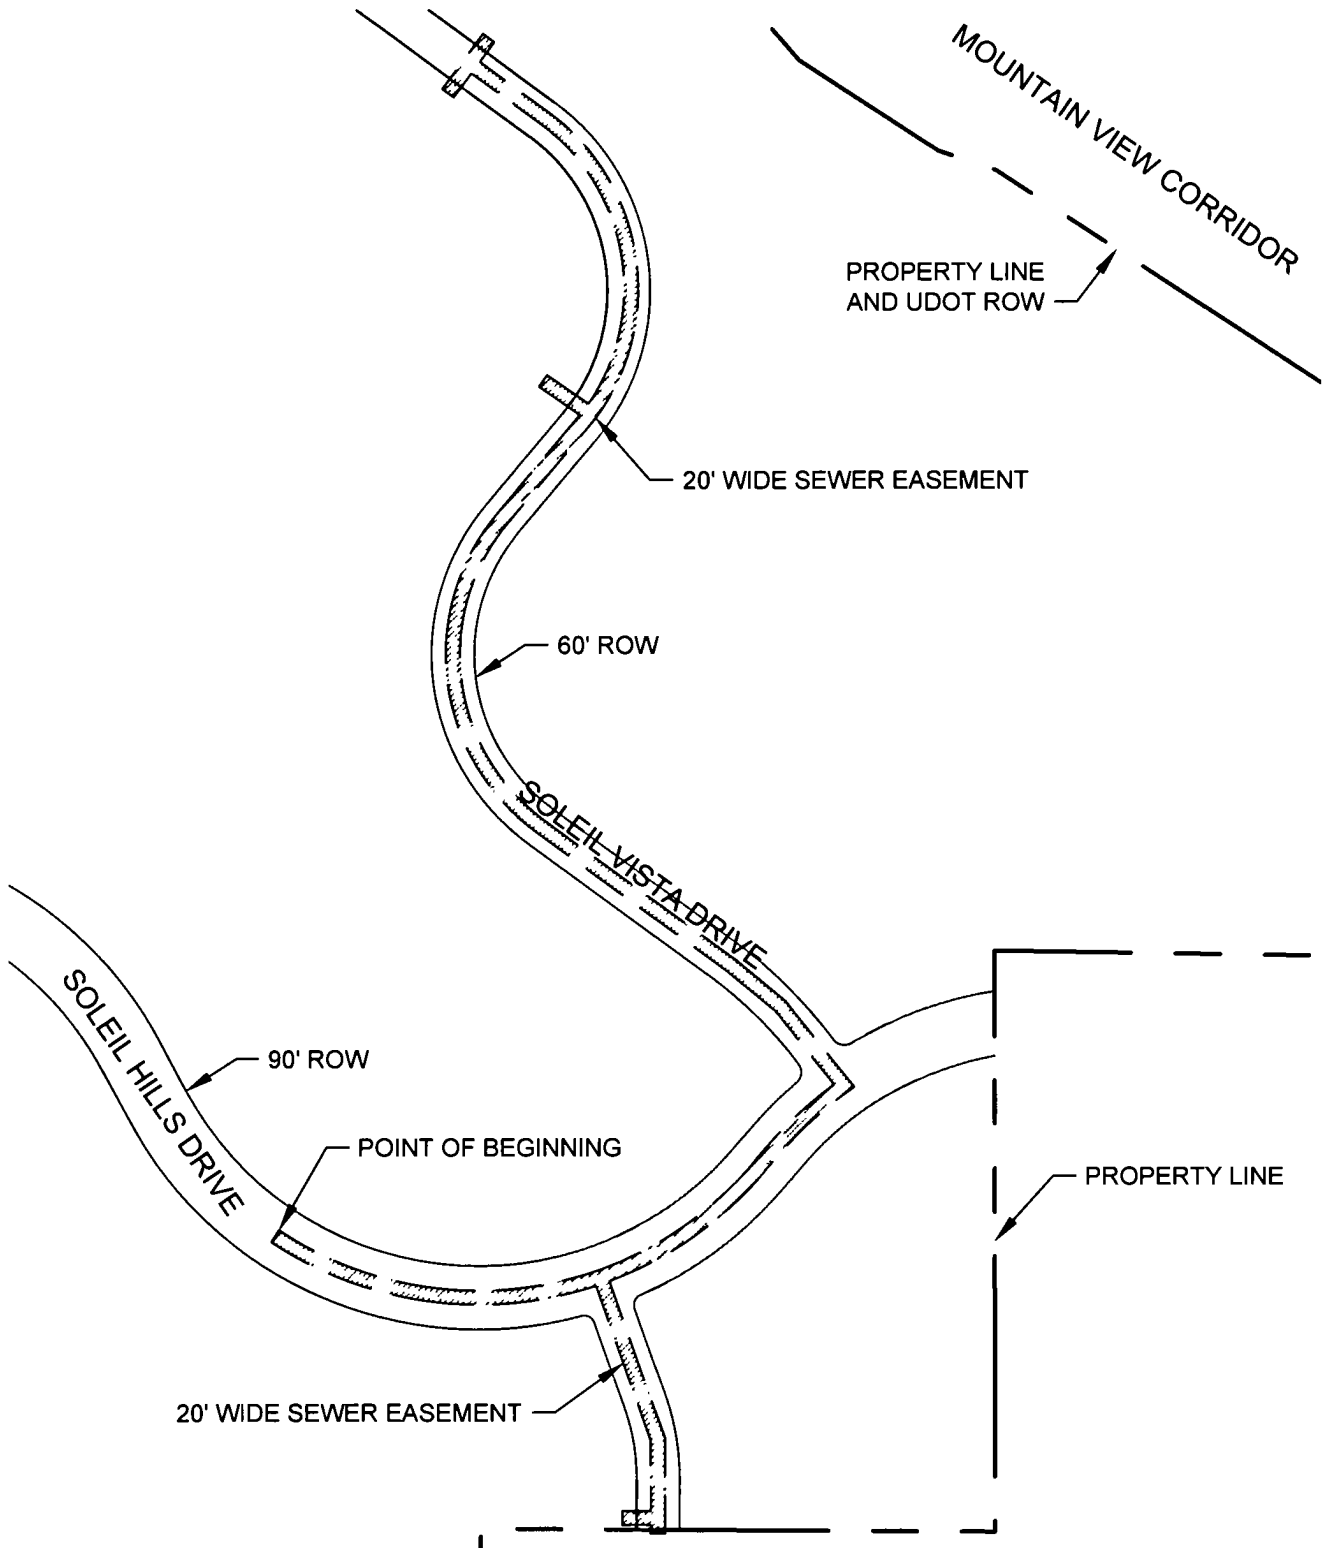 MOUNTAIN VIEW CORRIDOR
PROPERTY LINE
AND UDOT ROW
20' WIDE SEWER EASEMENT
60' ROW
SOLEIL VISTA DRIVE
SOLEIL HILLS DRIVE
90' ROW
POINT OF BEGINNING
PROPERTY LINE
20' WIDE SEWER EASEMENT